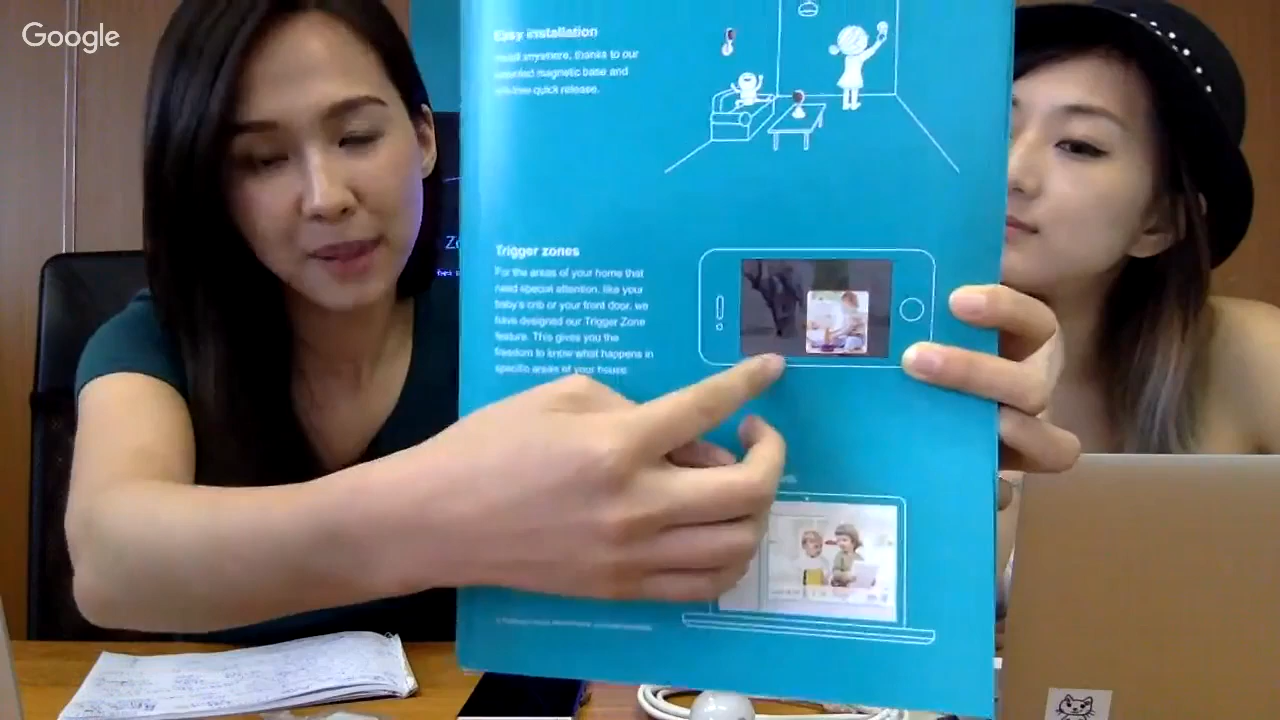 Google
Easy installation
anywhere, thanks to our
magnetic base and
quick release.
Trigger zones
For the areas of your home that
need special attention, like your
baby's crib or your front door, we
have designed our Trigger Zone
feature. This gives you the
freedom to know what happens in
specific areas of your house.